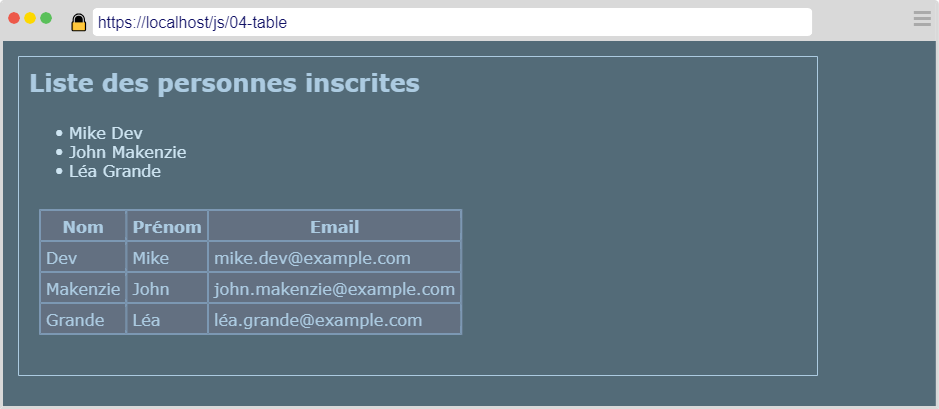 https://localhost/js/04-table
Liste des personnes inscrites
• Mike Dev
• John Makenzie
• Léa Grande
Nom Prénom Email
Dev Mike mike.dev@example.com
Makenzie John john.makenzie@example.com
Grande Léa léa.grande@example.com